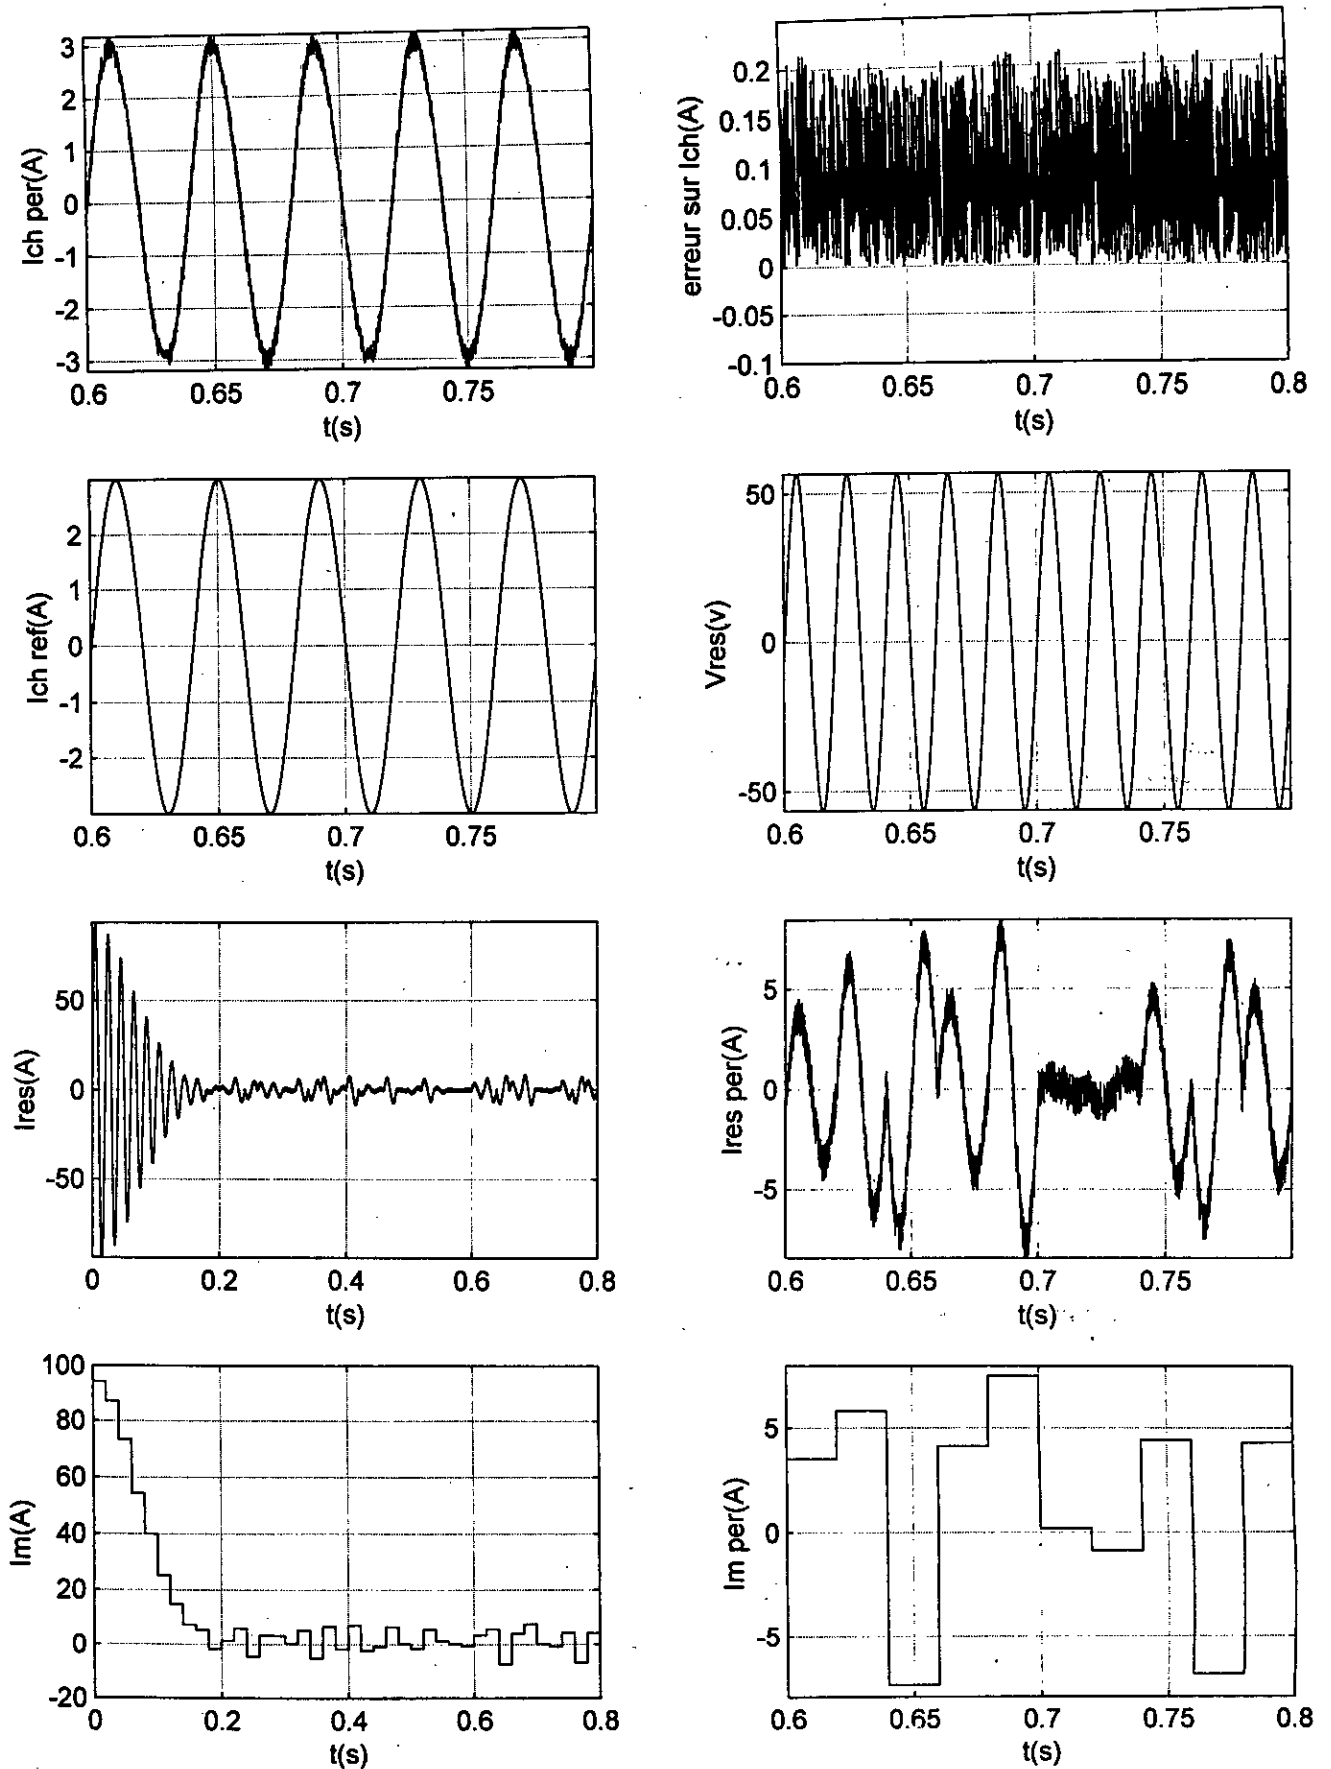 Ich per(A)
3
2
1
0
-1
-2
-3
0.6 0.65 0.7 0.75
t(s)
erreur sur Ich(A)
0.2
0.15
0.1
0.05
0
-0.05
-0.1
0.6 0.65 0.7 0.75 0.8
t(s)
Ich ref(A)
2
1
0
-1
-2
0.6 0.65 0.7 0.75
t(s)
Vres(v)
50
0
-50
0.6 0.65 0.7 0.75
t(s)
Ires(A)
50
0
-50
0 0.2 0.4 0.6 0.8
t(s)
Ires per(A)
5
0
-5
0.6 0.65 0.7 0.75
t(s)
Im(A)
100
80
60
40
20
0
-20
0 0.2 0.4 0.6 0.8
t(s)
Im per(A)
5
0
-5
0.6 0.65 0.7 0.75 0.8
t(s)